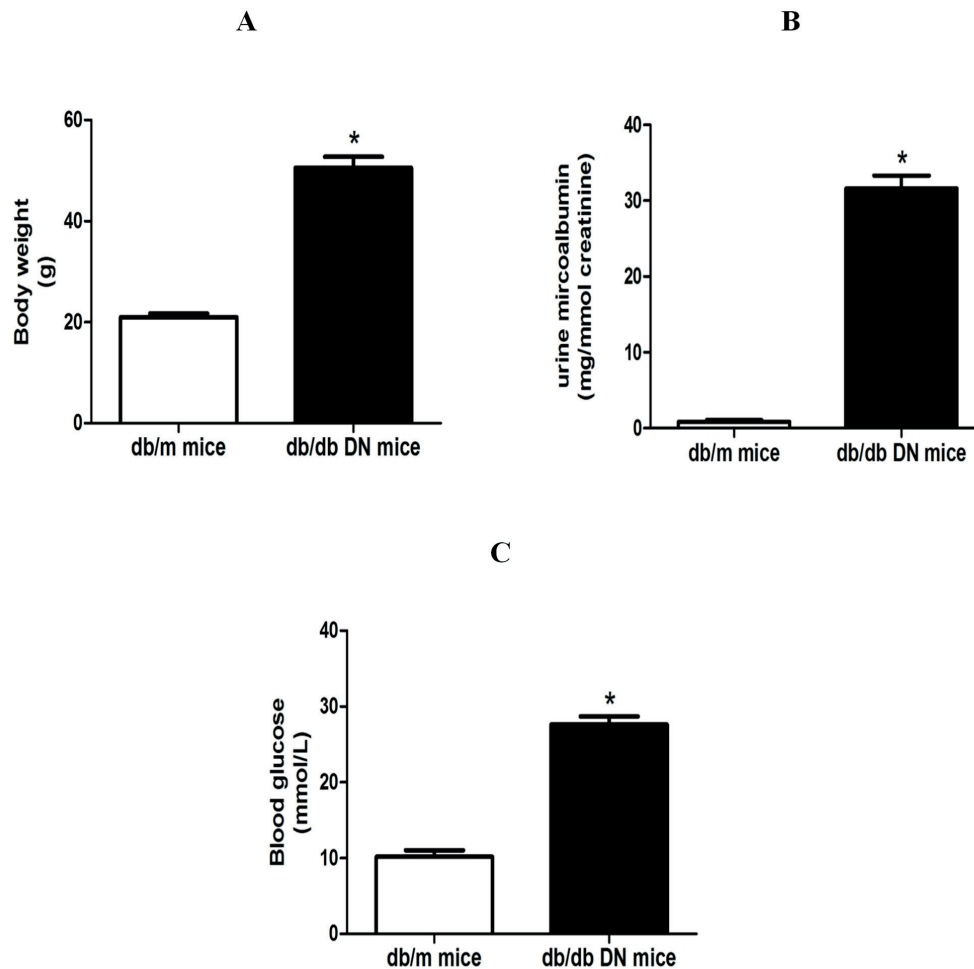 A
Body weight
(g)
60
40
20
0
*
db/m mice
db/db DN mice
B
urine mircoalbumin
(mg/mmol creatinine)
40
30
20
10
0
*
db/m mice
db/db DN mice
C
Blood glucose
(mmol/L)
40
30
20
10
0
*
db/m mice
db/db DN mice